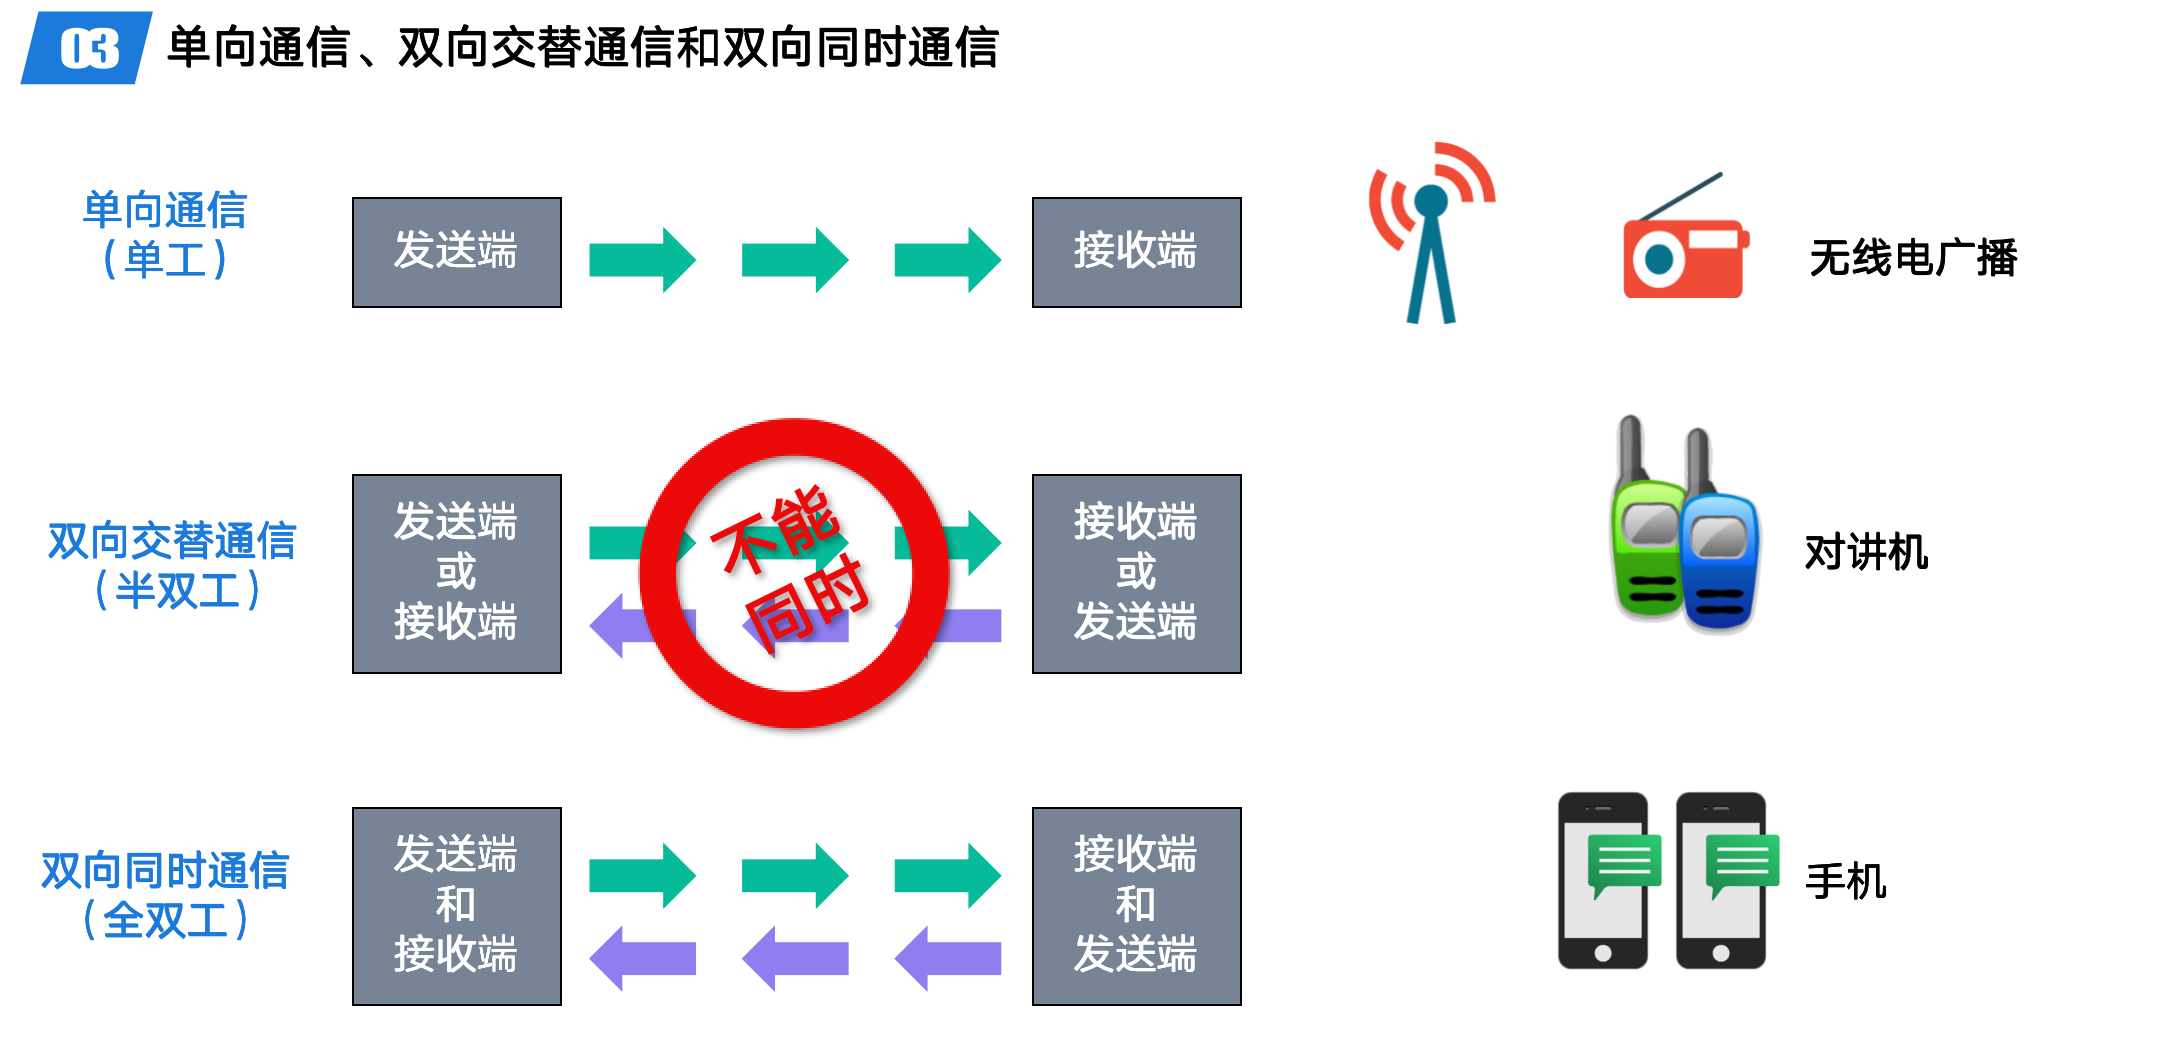 03 单向通信、双向交替通信和双向同时通信
单向通信
（单工）
发送端
接收端
无线电广播
双向交替通信
（半双工）
发送端
或
接收端
不能
同时
接收端
或
发送端
对讲机
双向同时通信
（全双工）
发送端
和
接收端
接收端
和
发送端
手机